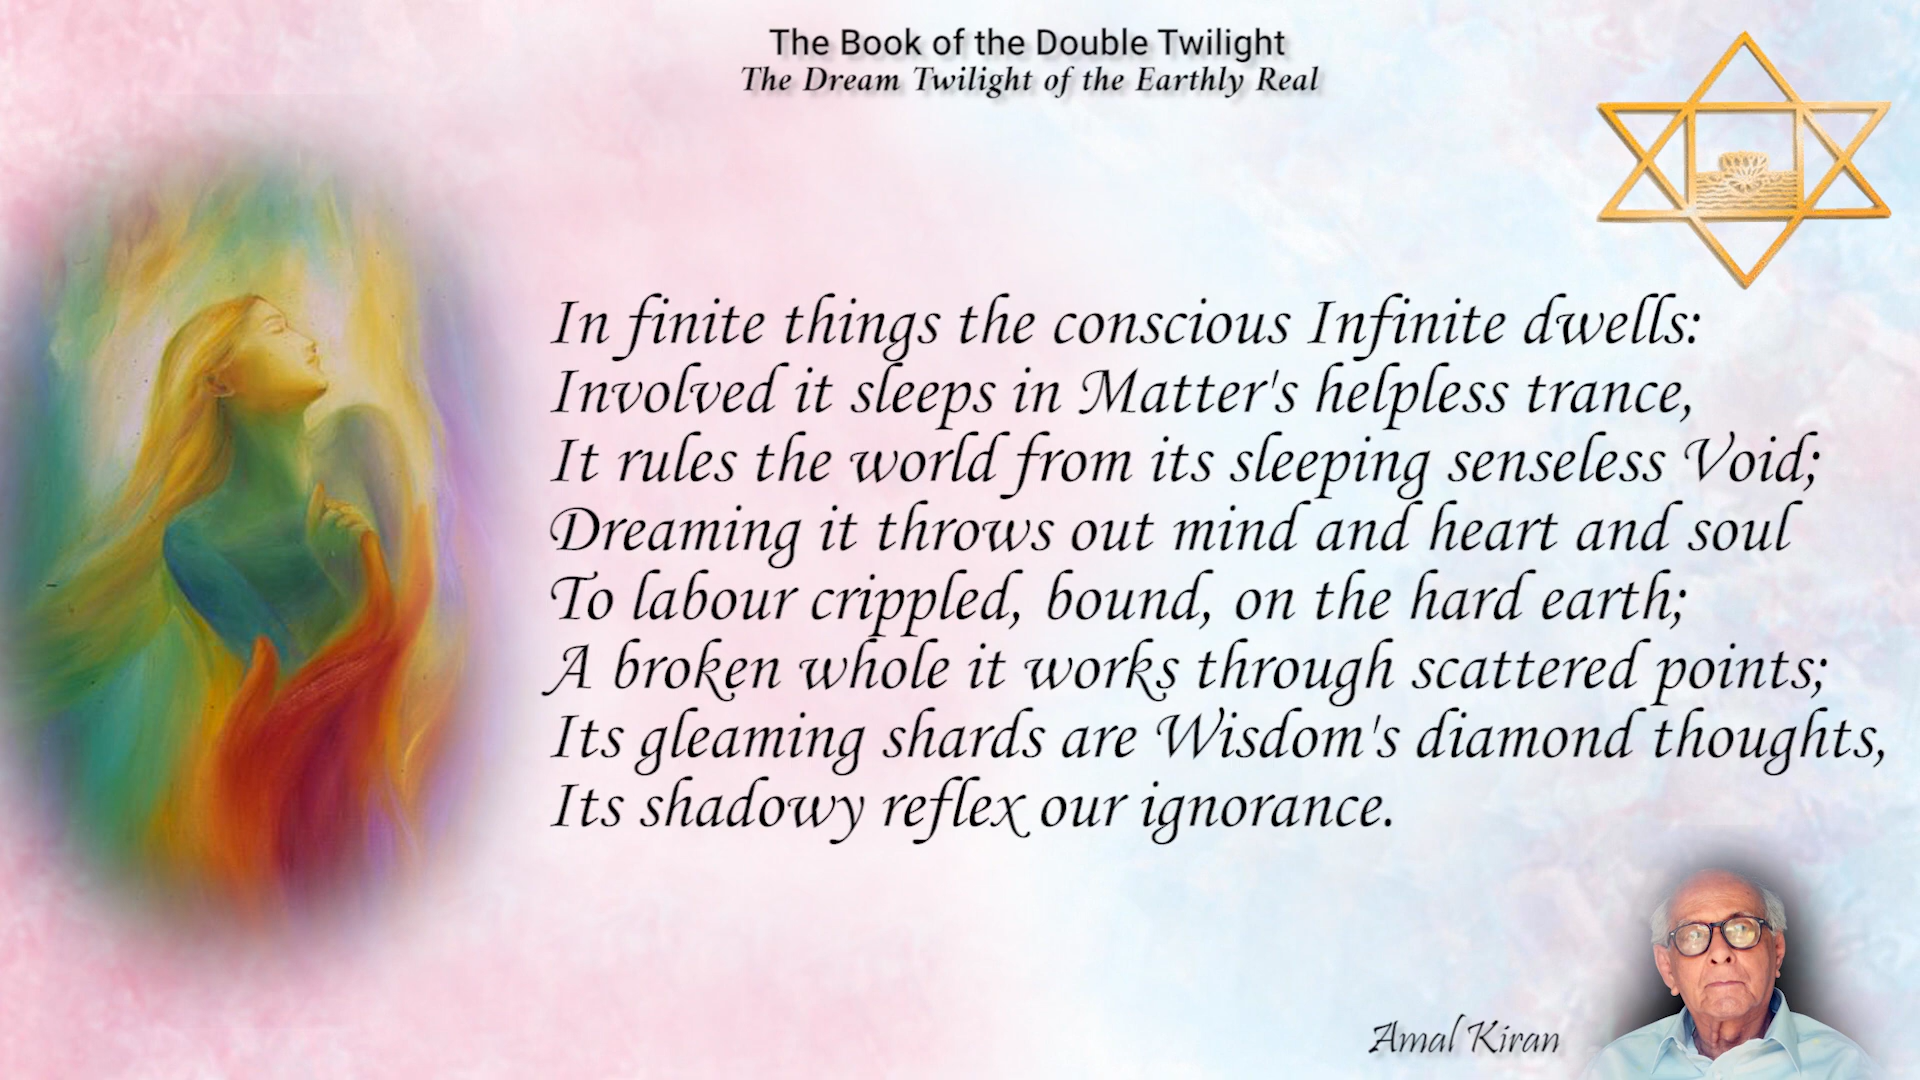 The Book of the Double Twilight
The Dream Twilight of the Earthly Real
In finite things the conscious Infinite dwells:
Involved it sleeps in Matter's helpless trance,
It rules the world from its sleeping senseless Void;
Dreaming it throws out mind and heart and soul
To labour crippled, bound, on the hard earth;
A broken whole it works through scattered points;
Its gleaming shards are Wisdom's diamond thoughts,
Its shadowy reflex our ignorance.
Amal Kiran